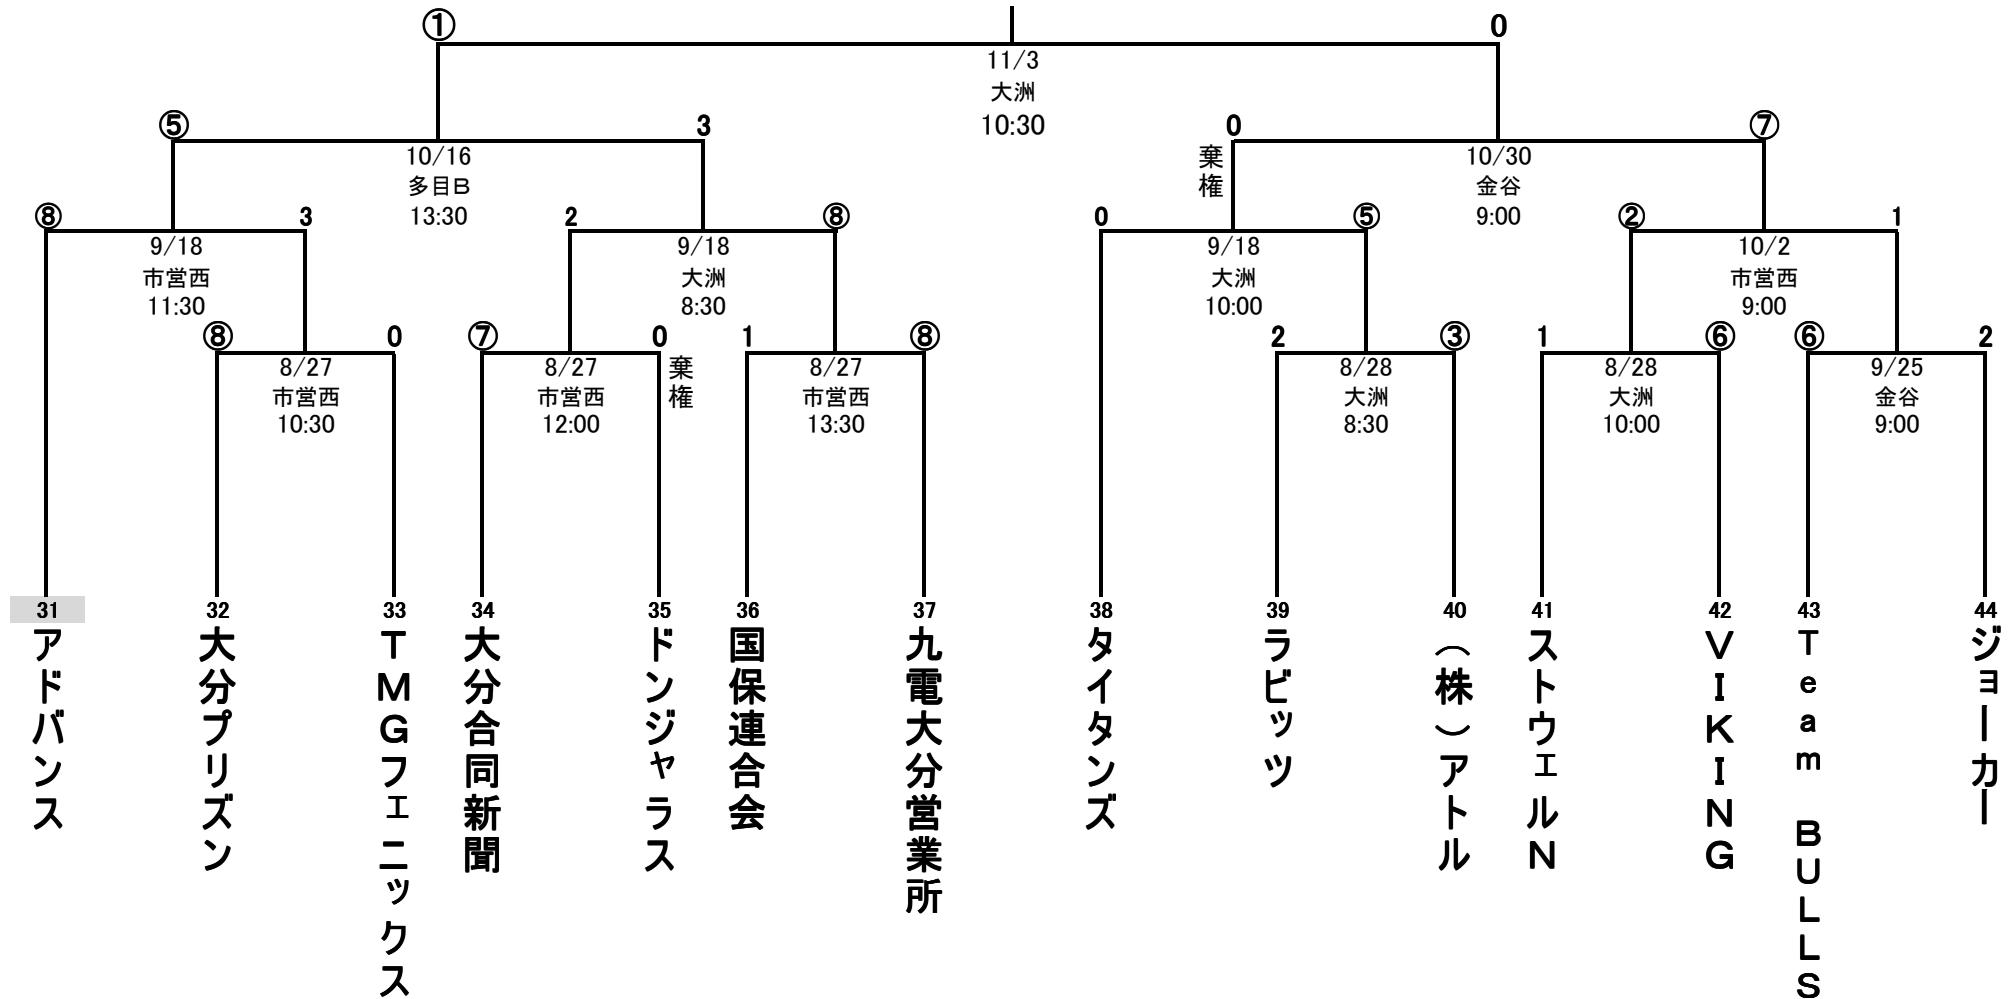 ① 0
11/3
大洲
10:30
⑤ 3
10/16
多目B
13:30
0 ⑦
棄権
10/30
金谷
9:00
⑧ 3
9/18
市営西
11:30
2 ⑧
9/18
大洲
8:30
0 ⑤
9/18
大洲
10:00
② 1
10/2
市営西
9:00
⑧ 0
8/27
市営西
10:30
⑦ 0
棄権
8/27
市営西
12:00
1 ⑧
8/27
市営西
13:30
2 ③
8/28
大洲
8:30
1 ⑥
8/28
大洲
10:00
⑥ 2
9/25
金谷
9:00
31
アドバンス
32
大分プリズン
33
TMGフェニックス
34
大分合同新聞
35
ドンジャラス
36
国保連合会
37
九電大分営業所
38
タイタンズ
39
ラビッツ
40
(株)アトル
41
ストウェルN
42
VIKING
43
Team BULLS
44
ジョーカー